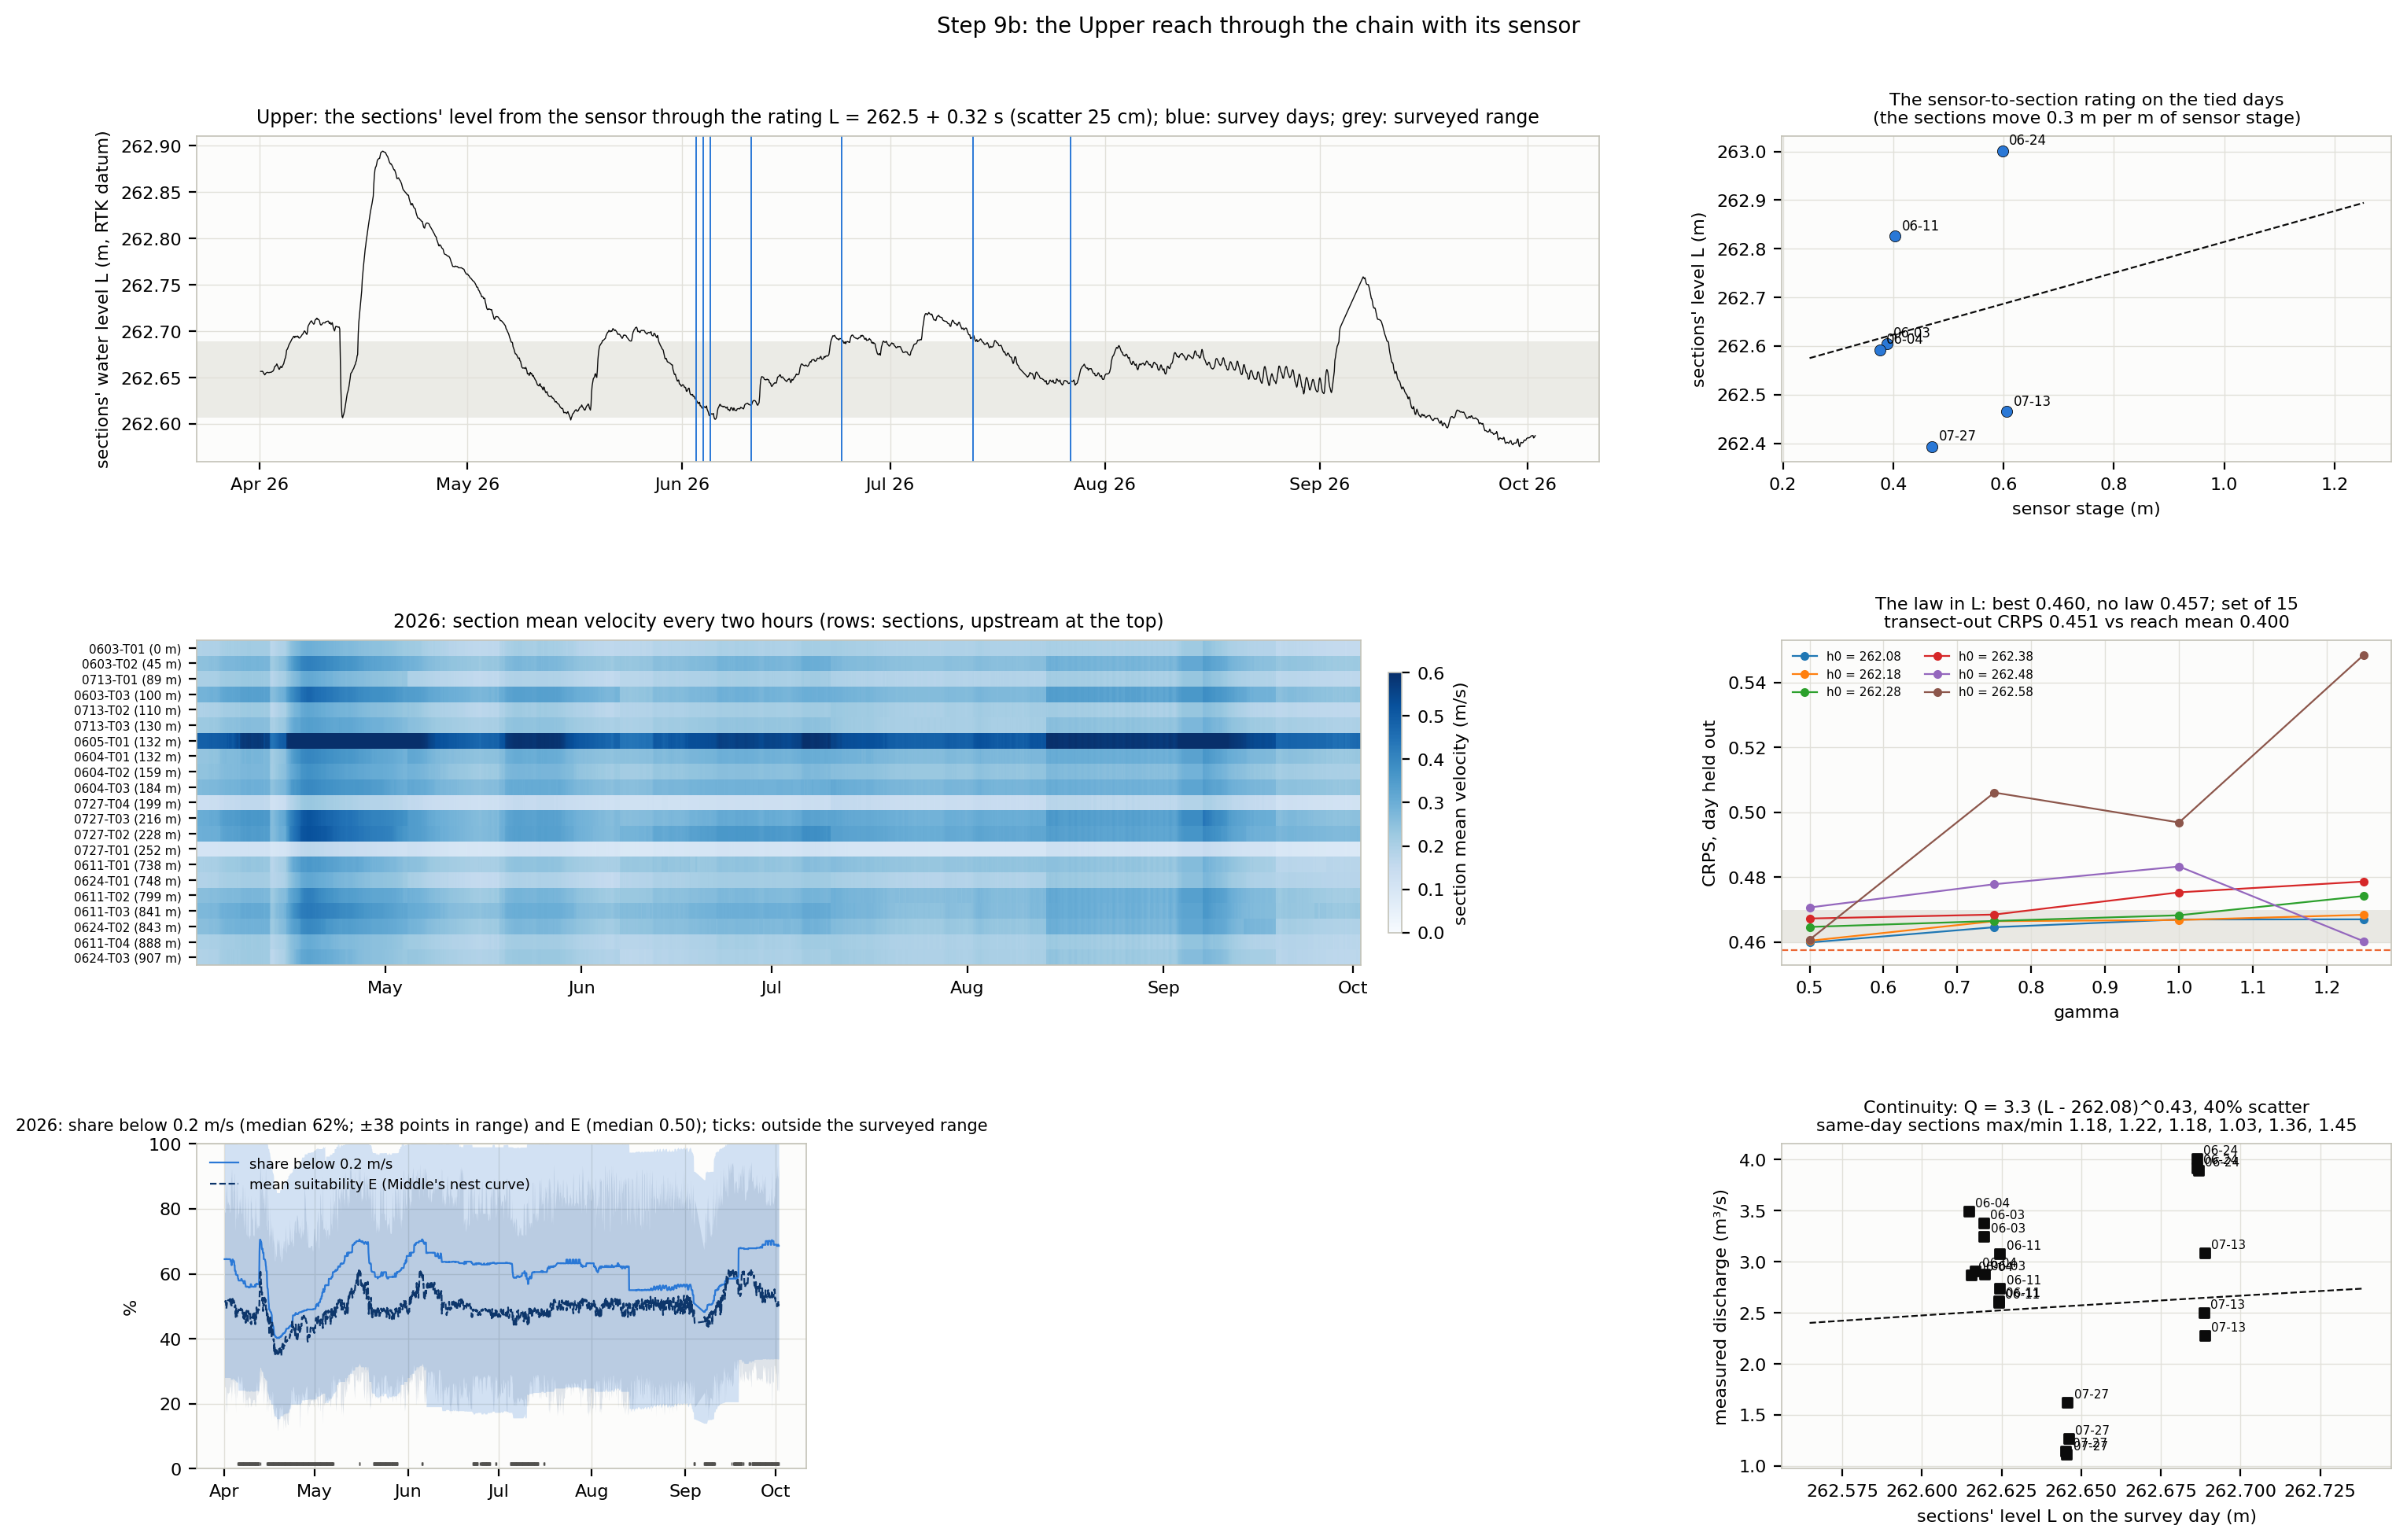 Step 9b: the Upper reach through the chain with its sensor
Upper: the sections' level from the sensor through the rating L = 262.5 + 0.32 s (scatter 25 cm); blue: survey days; grey: surveyed range
sections' water level L (m, RTK datum)
262.90
262.85
262.80
262.75
262.70
262.65
262.60
Apr 26
May 26
Jun 26
Jul 26
Aug 26
Sep 26
Oct 26
The sensor-to-section rating on the tied days
(the sections move 0.3 m per m of sensor stage)
sections' level L (m)
263.0
262.9
262.8
262.7
262.6
262.5
262.4
06-24
06-11
06-03
06-04
07-13
07-27
0.2
0.4
0.6
0.8
1.0
1.2
sensor stage (m)
2026: section mean velocity every two hours (rows: sections, upstream at the top)
0603-T01 (0 m)
0603-T02 (45 m)
0713-T01 (89 m)
0603-T03 (100 m)
0713-T02 (110 m)
0713-T03 (130 m)
0605-T01 (132 m)
0604-T01 (132 m)
0604-T02 (159 m)
0604-T03 (184 m)
0727-T04 (199 m)
0727-T03 (216 m)
0727-T02 (228 m)
0727-T01 (252 m)
0611-T01 (738 m)
0624-T01 (748 m)
0611-T02 (799 m)
0611-T03 (841 m)
0624-T02 (843 m)
0611-T04 (888 m)
0624-T03 (907 m)
May
Jun
Jul
Aug
Sep
Oct
0.6
0.5
0.4
0.3
0.2
0.1
0.0
section mean velocity (m/s)
The law in L: best 0.460, no law 0.457; set of 15
transect-out CRPS 0.451 vs reach mean 0.400
CRPS, day held out
0.54
0.52
0.50
0.48
0.46
h0 = 262.08
h0 = 262.18
h0 = 262.28
h0 = 262.38
h0 = 262.48
h0 = 262.58
0.5
0.6
0.7
0.8
0.9
1.0
1.1
1.2
gamma
2026: share below 0.2 m/s (median 62%; ±38 points in range) and E (median 0.50); ticks: outside the surveyed range
%
100
80
60
40
20
0
share below 0.2 m/s
mean suitability E (Middle's nest curve)
Apr
May
Jun
Jul
Aug
Sep
Oct
Continuity: Q = 3.3 (L - 262.08)^0.43, 40% scatter
same-day sections max/min 1.18, 1.22, 1.18, 1.03, 1.36, 1.45
measured discharge (m³/s)
4.0
3.5
3.0
2.5
2.0
1.5
1.0
06-24
06-24
06-04
06-03
06-03
06-11
07-13
06-11
06-11
07-13
07-13
07-27
07-27
07-27
262.575
262.600
262.625
262.650
262.675
262.700
262.725
sections' level L on the survey day (m)